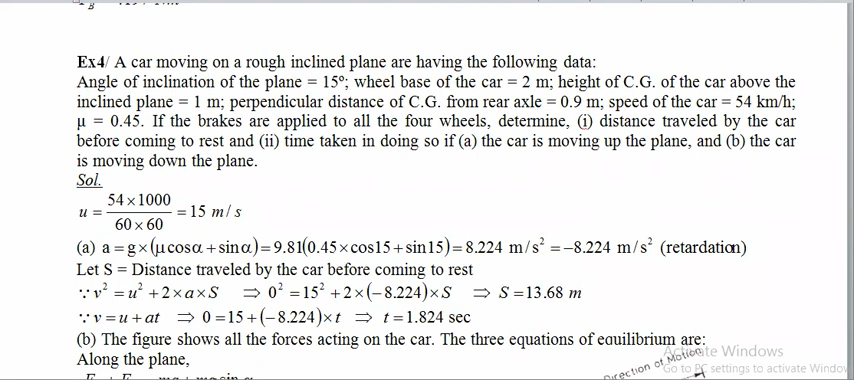 Ex4/ A car moving on a rough inclined plane are having the following data:
Angle of inclination of the plane = 15º; wheel base of the car = 2 m; height of C.G. of the car above the
inclined plane = 1 m; perpendicular distance of C.G. from rear axle = 0.9 m; speed of the car = 54 km/h;
μ = 0.45. If the brakes are applied to all the four wheels, determine, (i) distance traveled by the car
before coming to rest and (ii) time taken in doing so if (a) the car is moving up the plane, and (b) the car
is moving down the plane.
Sol.
u = (54×1000)/(60×60) = 15 m/s
(a) a = g×(μcosα+sinα)=9.81(0.45×cos15+sin15)=8.224 m/s² =−8.224 m/s² (retardation)
Let S = Distance traveled by the car before coming to rest
∵ v² = u² + 2×a×S ⇒ 0² = 15² + 2×(−8.224)×S ⇒ S = 13.68 m
∵ v = u + at ⇒ 0 = 15 + (−8.224)×t ⇒ t = 1.824 sec
(b) The figure shows all the forces acting on the car. The three equations of equilibrium are:
Along the plane,
Direction of Motion
Activate Windows
Go to PC settings to activate Windows